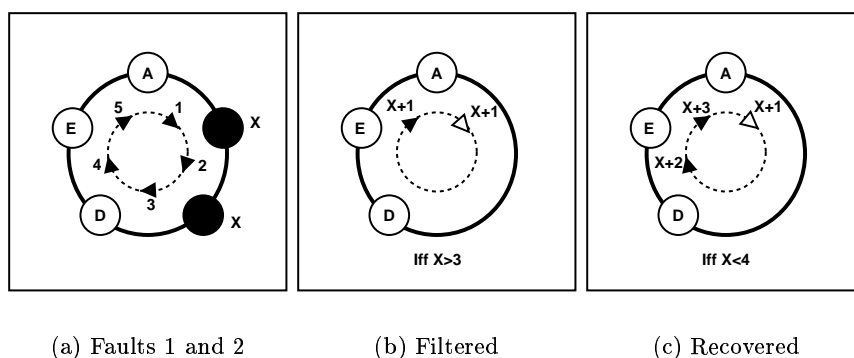 A
5
1
E
X
4
2
3
D
X
A
X+1
X+1
E
D
Iff X>3
A
X+3
X+1
E
X+2
D
Iff X<4
(a) Faults 1 and 2
(b) Filtered
(c) Recovered